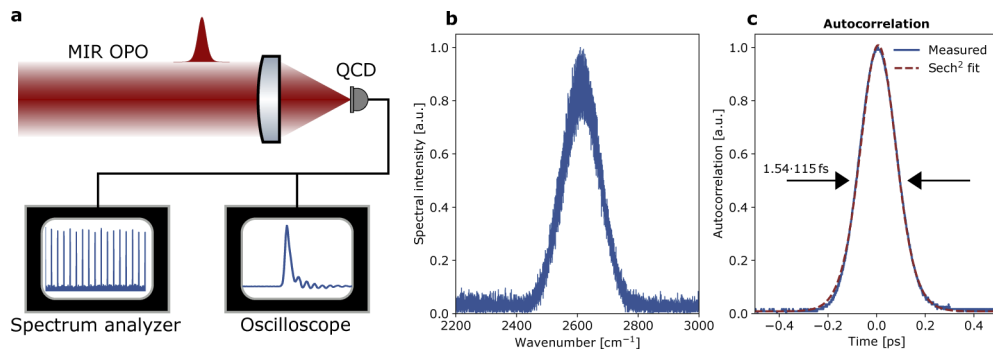 a
MIR OPO
QCD
Spectrum analyzer
Oscilloscope
b
Spectral intensity [a.u.]
1.0
0.8
0.6
0.4
0.2
0.0
2200 2400 2600 2800 3000
Wavenumber [cm⁻¹]
c
Autocorrelation
Measured
Sech² fit
1.54·115 fs
Autocorrelation [a.u.]
1.0
0.8
0.6
0.4
0.2
0.0
−0.4 −0.2 0.0 0.2 0.4
Time [ps]